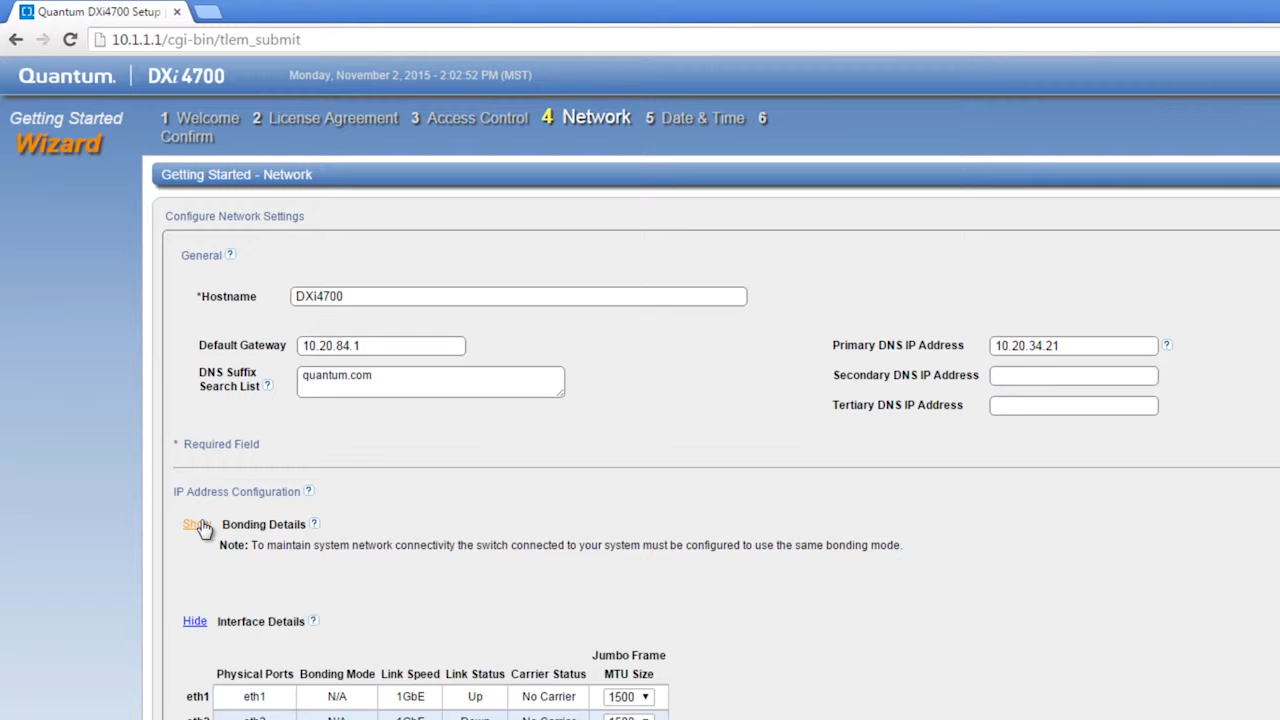 Quantum DXi4700 Setup
10.1.1.1/cgi-bin/tlem_submit
Quantum. DXi4700 Monday, November 2, 2015 - 2:02:52 PM (MST)
Getting Started
Wizard
1 Welcome 2 License Agreement 3 Access Control 4 Network 5 Date & Time 6
Confirm
Getting Started - Network
Configure Network Settings
General ?
*Hostname DXi4700
Default Gateway 10.20.84.1 Primary DNS IP Address 10.20.34.21 ?
DNS Suffix quantum.com Secondary DNS IP Address
Search List ?
Tertiary DNS IP Address
* Required Field
IP Address Configuration ?
Show Bonding Details ?
Note: To maintain system network connectivity the switch connected to your system must be configured to use the same bonding mode.
Hide Interface Details ?
Jumbo Frame
Physical Ports Bonding Mode Link Speed Link Status Carrier Status MTU Size
eth1 eth1 N/A 1GbE Up No Carrier 1500